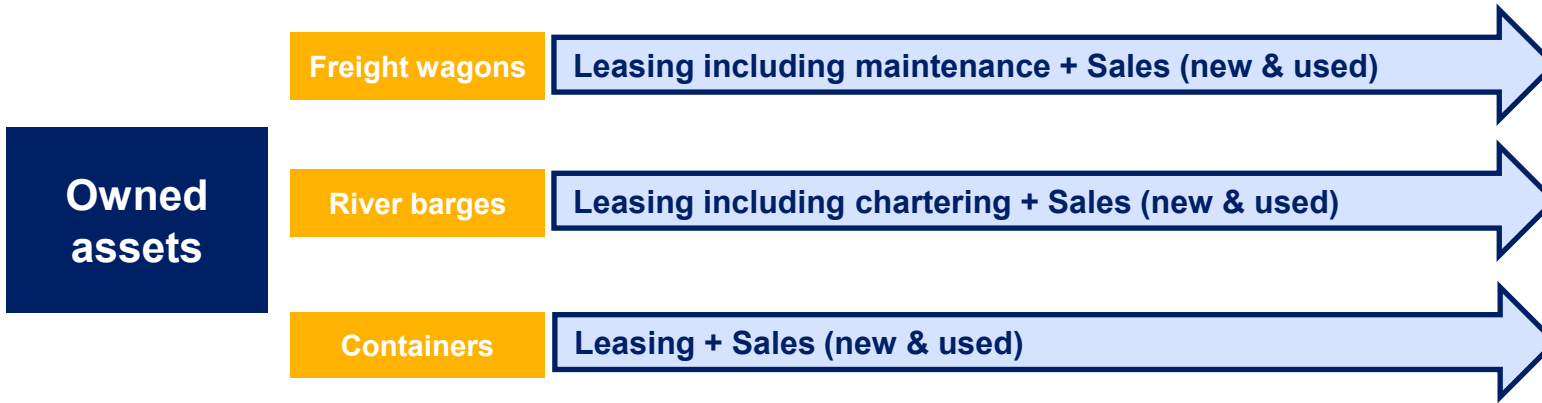 Freight wagons
Leasing including maintenance + Sales (new & used)
Owned
assets
River barges
Leasing including chartering + Sales (new & used)
Containers
Leasing + Sales (new & used)